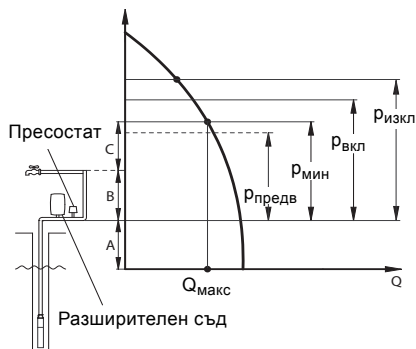 Пресостат
C
B
A
pизкл
pвкл
pмин
pпредв
Qмакс
Q
Разширителен съд